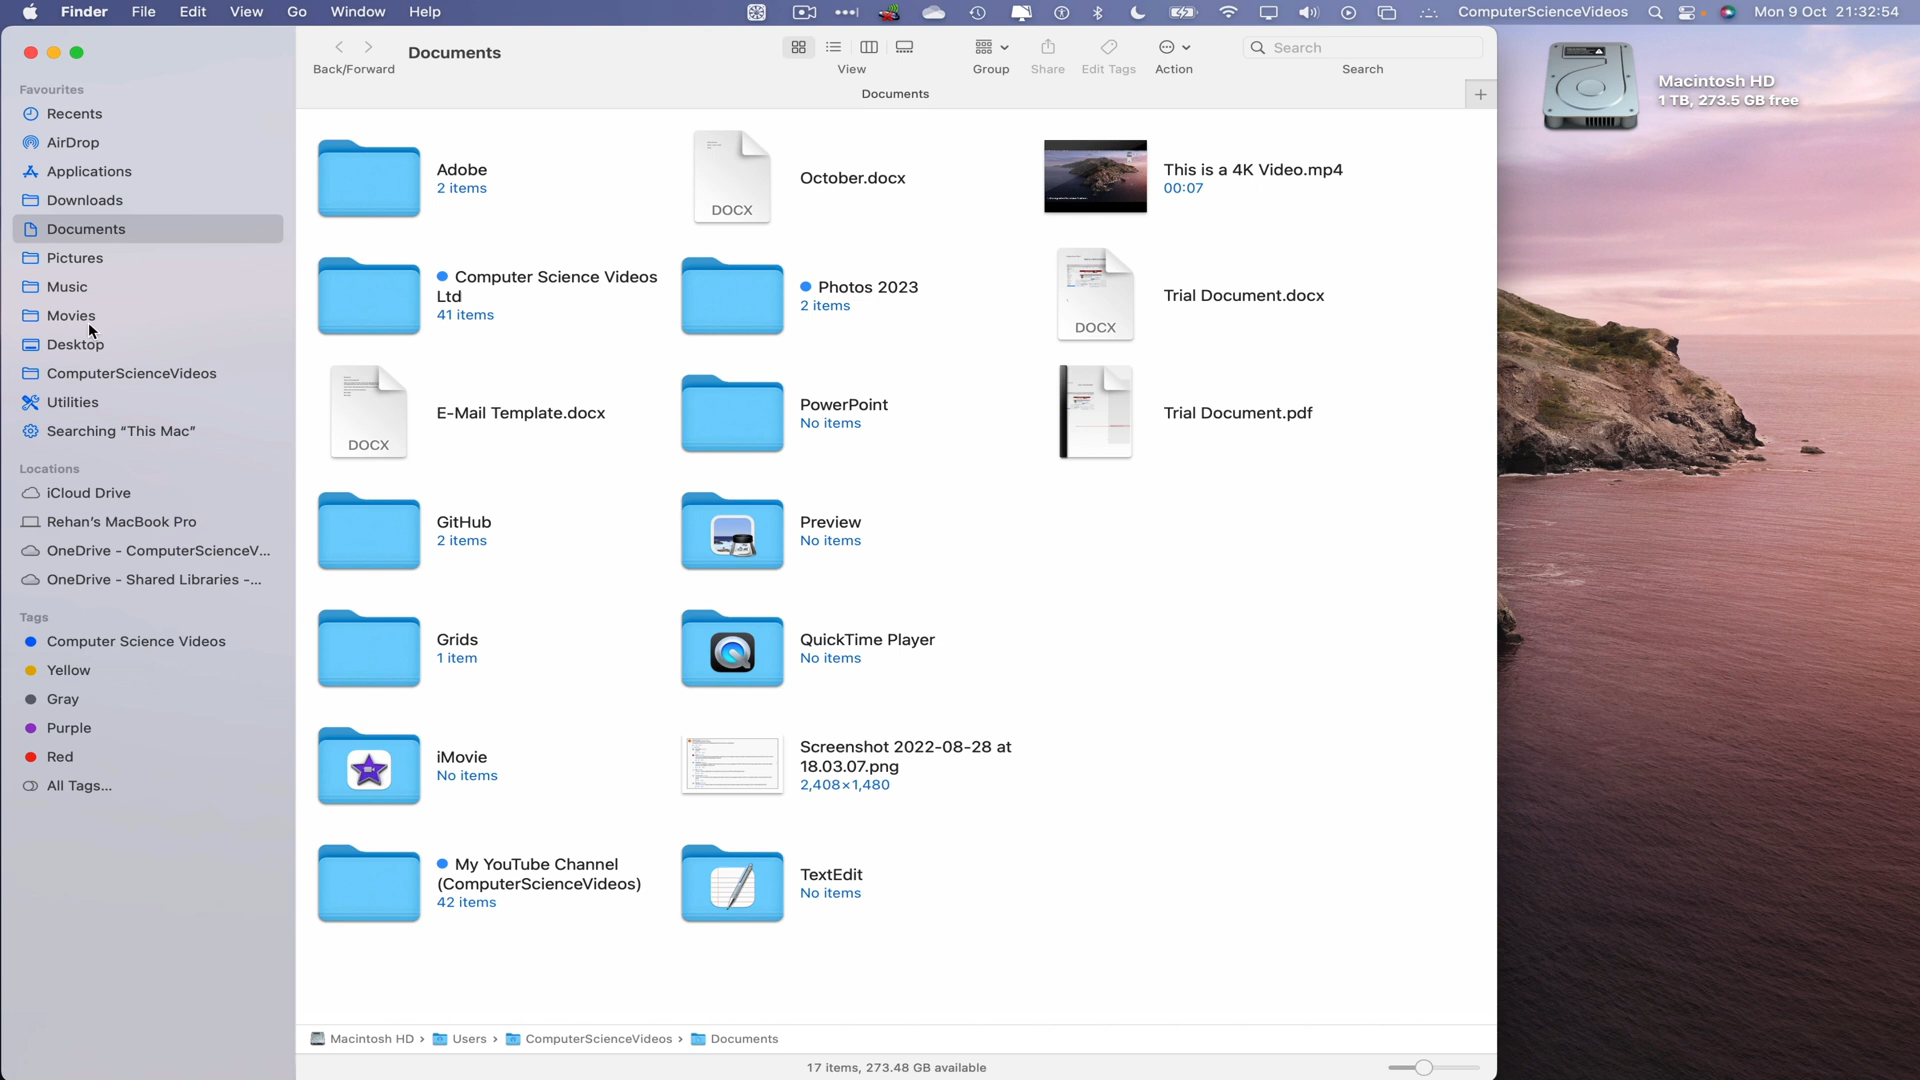 Finder File Edit View Go Window Help ComputerScienceVideos Mon 9 Oct 21:32:54
Documents
Back/Forward View Group Share Edit Tags Action Search
Search
Documents
Macintosh HD
1 TB, 273.5 GB free
Favourites
Recents
AirDrop
Applications
Downloads
Documents
Pictures
Music
Movies
Desktop
ComputerScienceVideos
Utilities
Searching “This Mac”
Locations
iCloud Drive
Rehan’s MacBook Pro
OneDrive - ComputerScienceV...
OneDrive - Shared Libraries -...
Tags
Computer Science Videos
Yellow
Gray
Purple
Red
All Tags...
Adobe
2 items
Computer Science Videos
Ltd
41 items
DOCX
E-Mail Template.docx
GitHub
2 items
Grids
1 item
iMovie
No items
My YouTube Channel
(ComputerScienceVideos)
42 items
DOCX
October.docx
Photos 2023
2 items
PowerPoint
No items
Preview
No items
QuickTime Player
No items
Screenshot 2022-08-28 at
18.03.07.png
2,408×1,480
TextEdit
No items
This is a 4K Video.mp4
00:07
DOCX
Trial Document.docx
Trial Document.pdf
Macintosh HD › Users › ComputerScienceVideos › Documents
17 items, 273.48 GB available